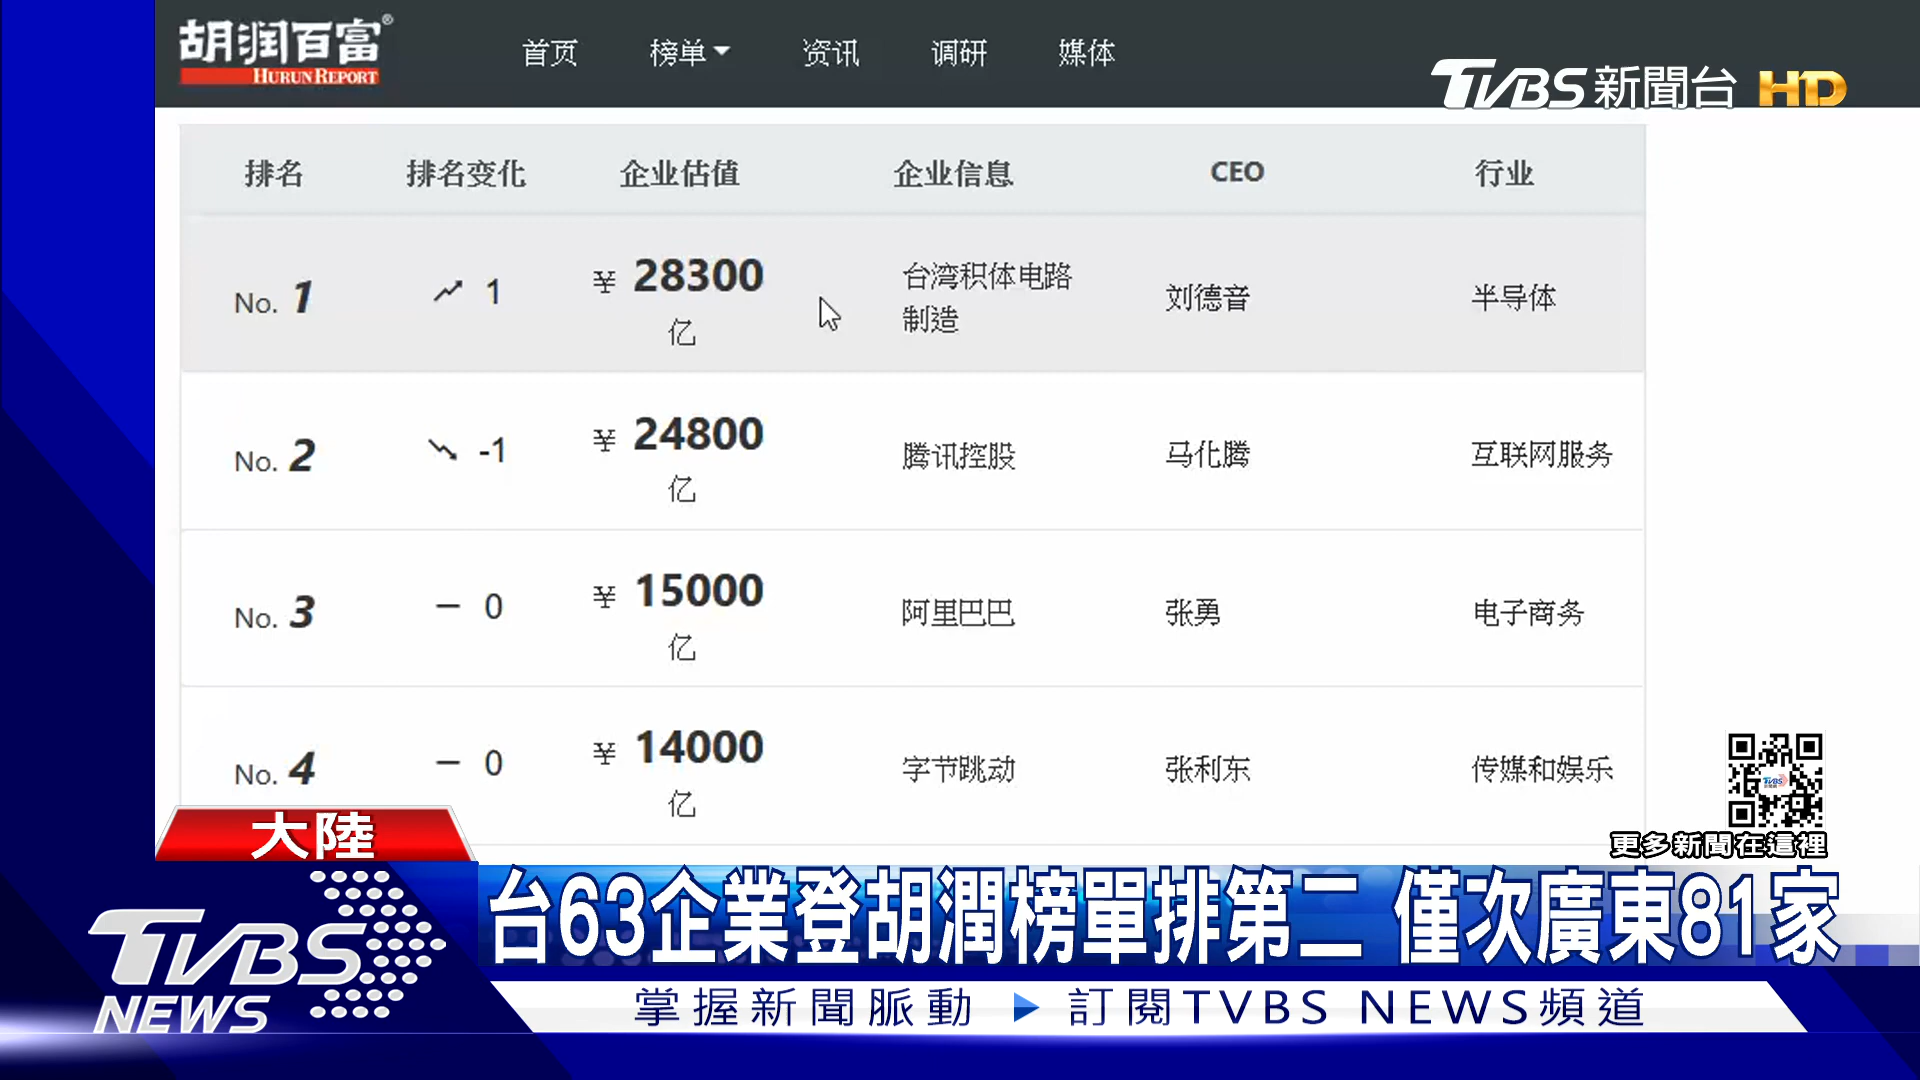 胡润百富®
HURUN REPORT
首页 榜单 资讯 调研 媒体
TVBS新聞台 HD
排名 排名变化 企业估值 企业信息 CEO 行业
No. 1 1 ¥ 28300 亿 台湾积体电路制造 刘德音 半导体
No. 2 -1 ¥ 24800 亿 腾讯控股 马化腾 互联网服务
No. 3 0 ¥ 15000 亿 阿里巴巴 张勇 电子商务
No. 4 0 ¥ 14000 亿 字节跳动 张利东 传媒和娱乐
TVBS
更多新聞在這裡
大陸
台63企業登胡潤榜單排第二 僅次廣東81家
TVBS
NEWS
掌握新聞脈動 ▶ 訂閱TVBS NEWS頻道